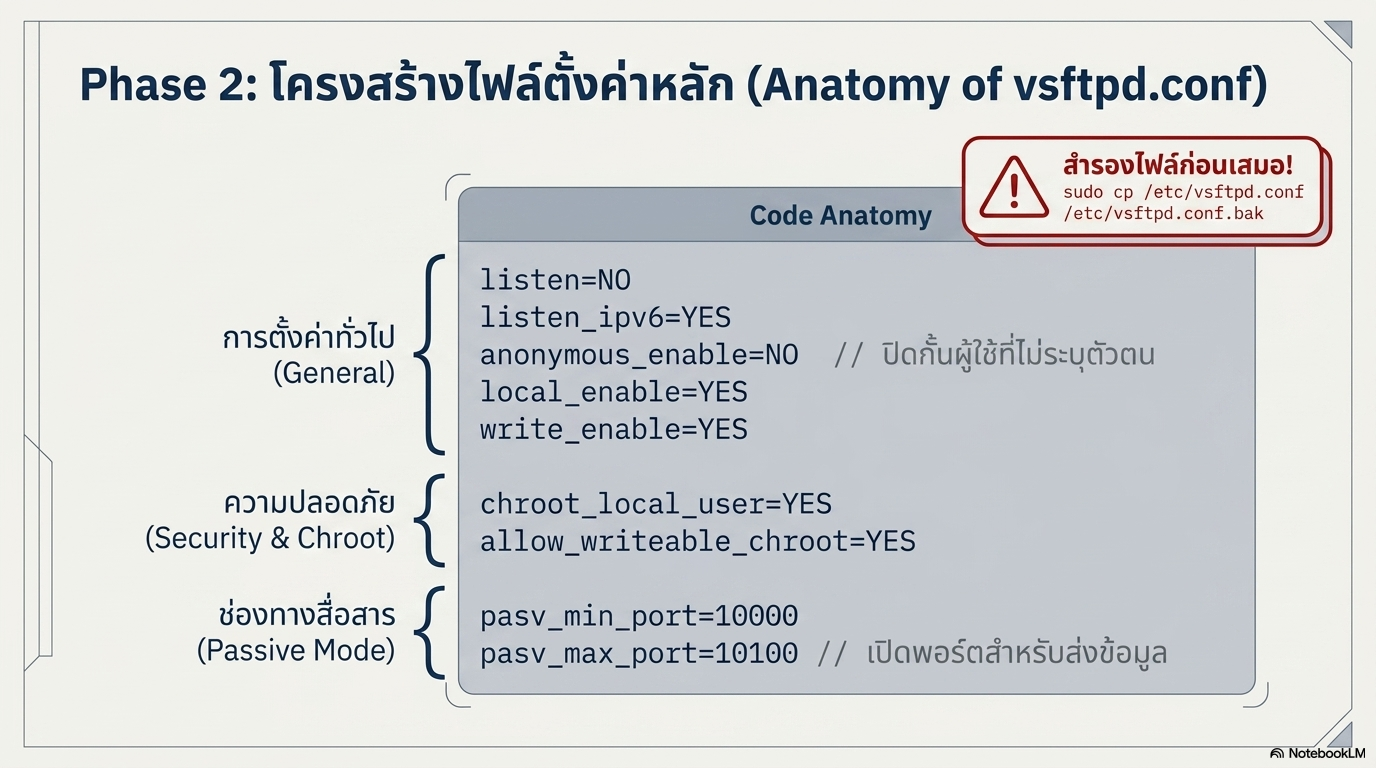 Phase 2: โครงสร้างไฟล์ตั้งค่าหลัก (Anatomy of vsftpd.conf)
สำรองไฟล์ก่อนเสมอ!
sudo cp /etc/vsftpd.conf
/etc/vsftpd.conf.bak
Code Anatomy
การตั้งค่าทั่วไป
(General)
listen=NO
listen_ipv6=YES
anonymous_enable=NO // ปิดกั้นผู้ใช้ที่ไม่ระบุตัวตน
local_enable=YES
write_enable=YES
ความปลอดภัย
(Security & Chroot)
chroot_local_user=YES
allow_writeable_chroot=YES
ช่องทางสื่อสาร
(Passive Mode)
pasv_min_port=10000
pasv_max_port=10100 // เปิดพอร์ตสำหรับส่งข้อมูล
NotebookLM